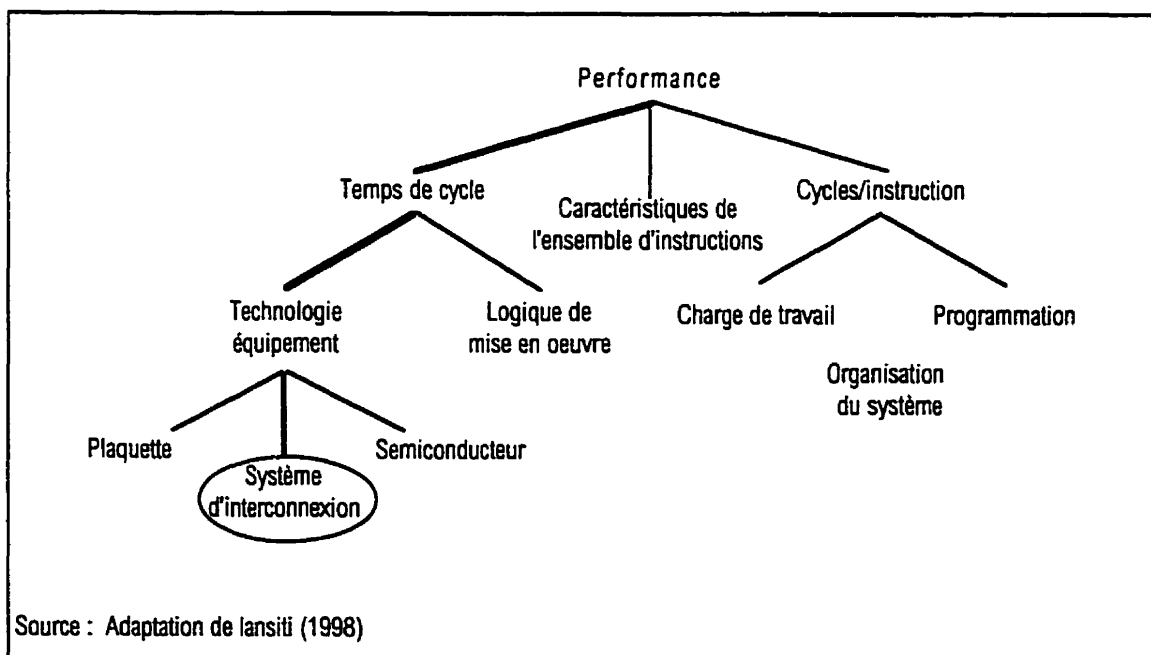 Performance
Temps de cycle
Caractéristiques de
l'ensemble d'instructions
Cycles/instruction
Technologie
équipement
Logique de
mise en oeuvre
Charge de travail
Programmation
Organisation
du système
Plaquette
Système
d'interconnexion
Semiconducteur
Source : Adaptation de Iansiti (1998)